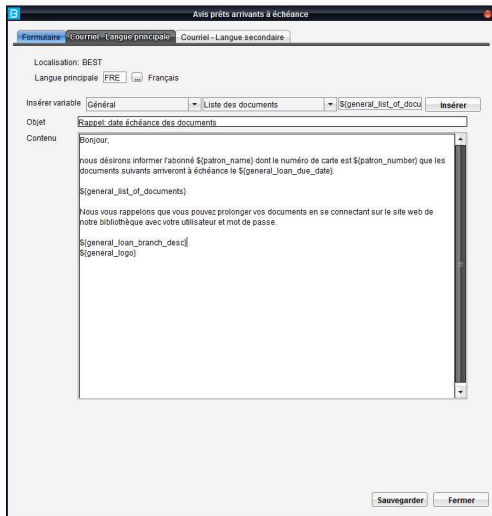 B
Avis prêts arrivants à échéance
Formulaire Courriel - Langue principale Courriel - Langue secondaire
Localisation: BEST
Langue principale FRE ... Français
Insérer variable Général Liste des documents ${general_list_of_docu Insérer
Objet Rappel: date échéance des documents
Contenu Bonjour,
nous désirons informer l'abonné ${patron_name} dont le numéro de carte est ${patron_number} que les
documents suivants arriveront à échéance le ${general_loan_due_date}.
${general_list_of_documents}
Nous vous rappelons que vous pouvez prolonger vos documents en se connectant sur le site web de
notre bibliothèque avec votre utilisateur et mot de passe.
${general_loan_branch_desc}
${general_logo}
Sauvegarder Fermer